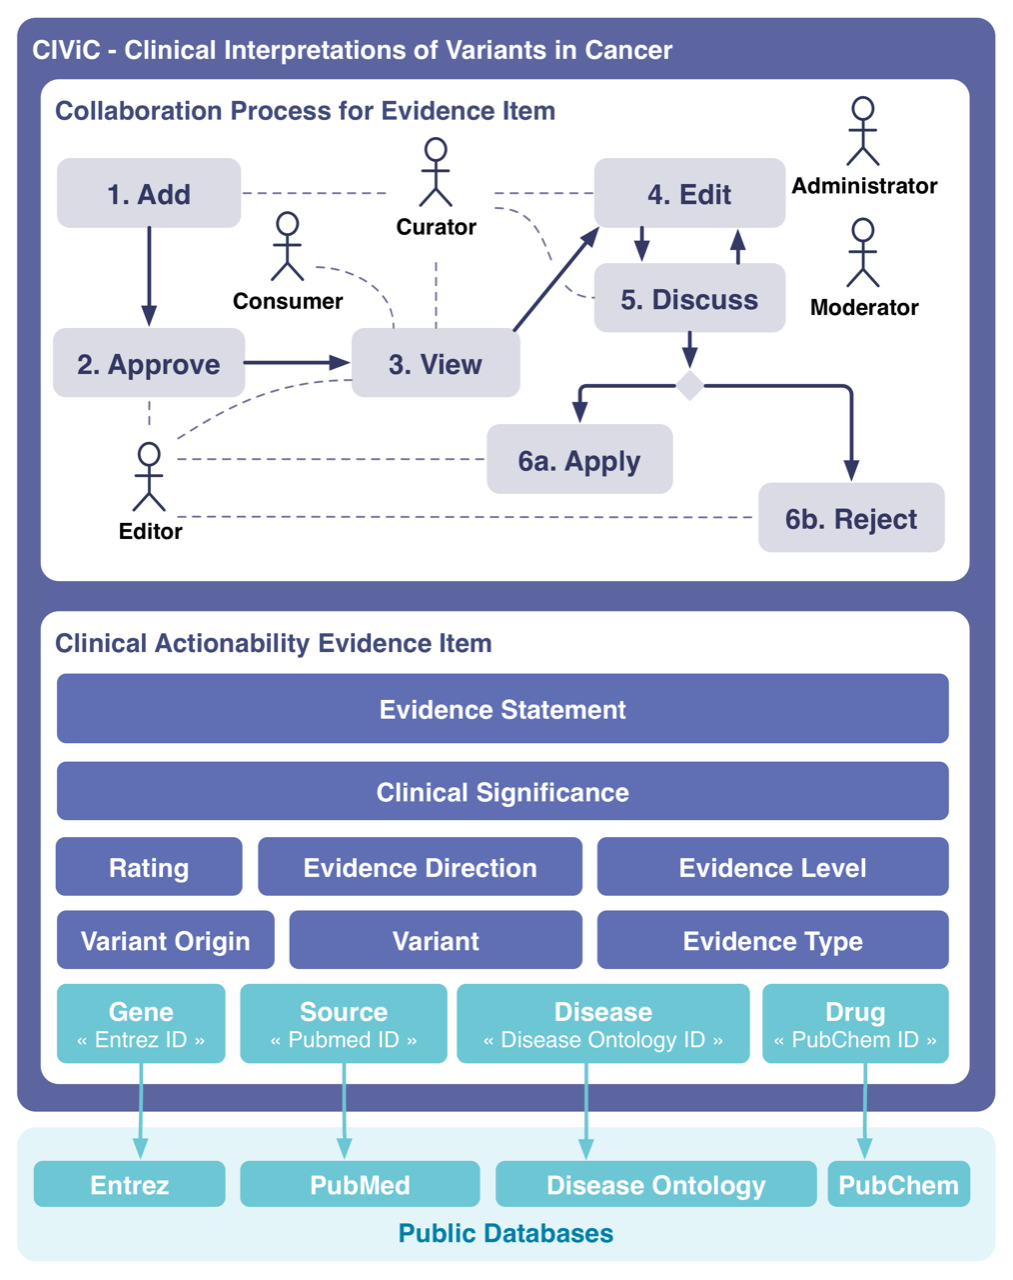 CIViC - Clinical Interpretations of Variants in Cancer
Collaboration Process for Evidence Item
1. Add
Curator
4. Edit
Administrator
Consumer
5. Discuss
Moderator
2. Approve
3. View
6a. Apply
Editor
6b. Reject
Clinical Actionability Evidence Item
Evidence Statement
Clinical Significance
Rating
Evidence Direction
Evidence Level
Variant Origin
Variant
Evidence Type
Gene
« Entrez ID »
Source
« Pubmed ID »
Disease
« Disease Ontology ID »
Drug
« PubChem ID »
Entrez
PubMed
Disease Ontology
PubChem
Public Databases